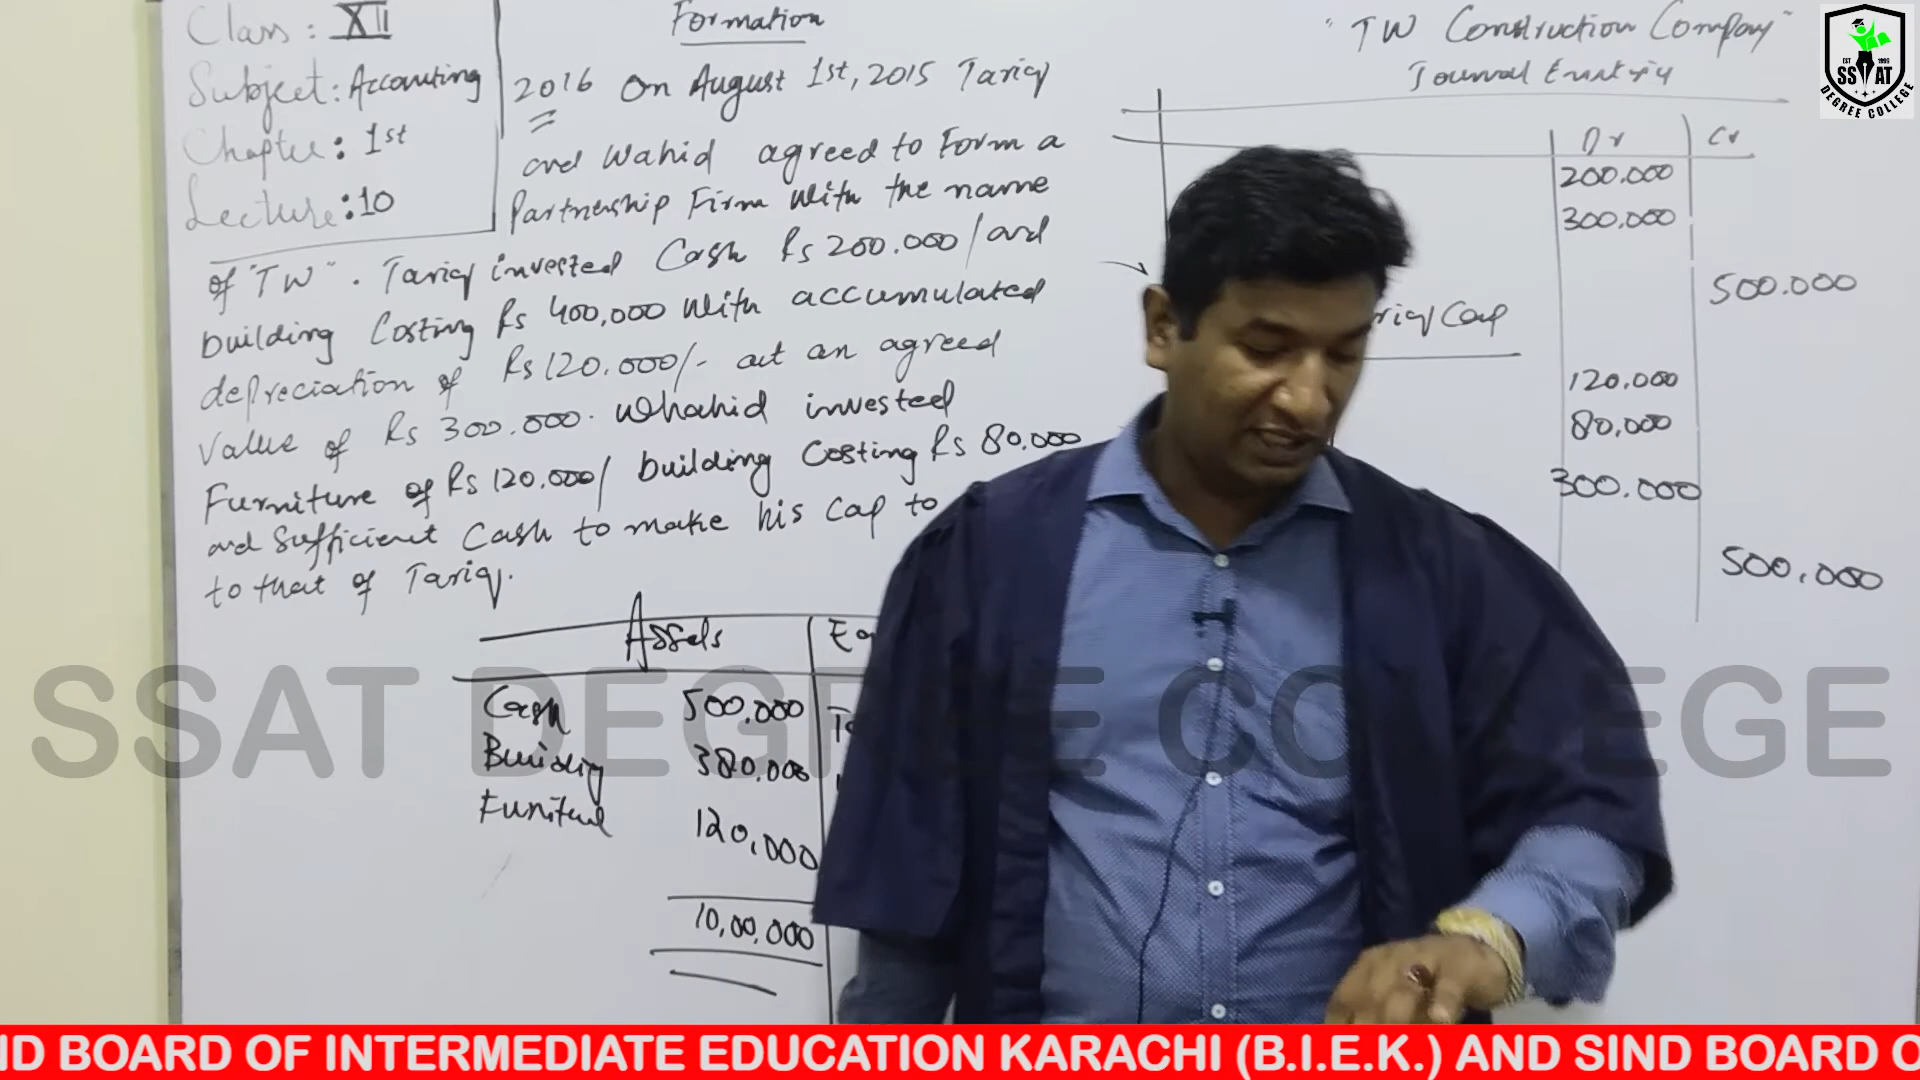 Class: XII
Subject: Accounting
Chapter: 1st
Lecture: 10
Formation
2016 On August 1st, 2015 Tariq
and Wahid agreed to Form a
Partnership Firm With the name
of "TW". Tariq invested Cash Rs 200.000/ and
building Costing Rs 400,000 With accumulated
depreciation of Rs 120.000/- at an agreed
Value of Rs 300.000. Whahid invested
Furniture of Rs 120,000/ building Costing Rs 80,000
and Sufficient Cash to make his Cap to
to that of Tariq.
Assets
Cash 500,000
Building 380,000
120,000
10,00,000
"TW Construction Company"
Dr Cr
200.000
300,000
500.000
Cap
120,000
80,000
300.000
500,000
EST 1996
SSAT
DEGREE COLLEGE
SSAT DEGREE CO LEGE
ND BOARD OF INTERMEDIATE EDUCATION KARACHI (B.I.E.K.) AND SIND BOARD O